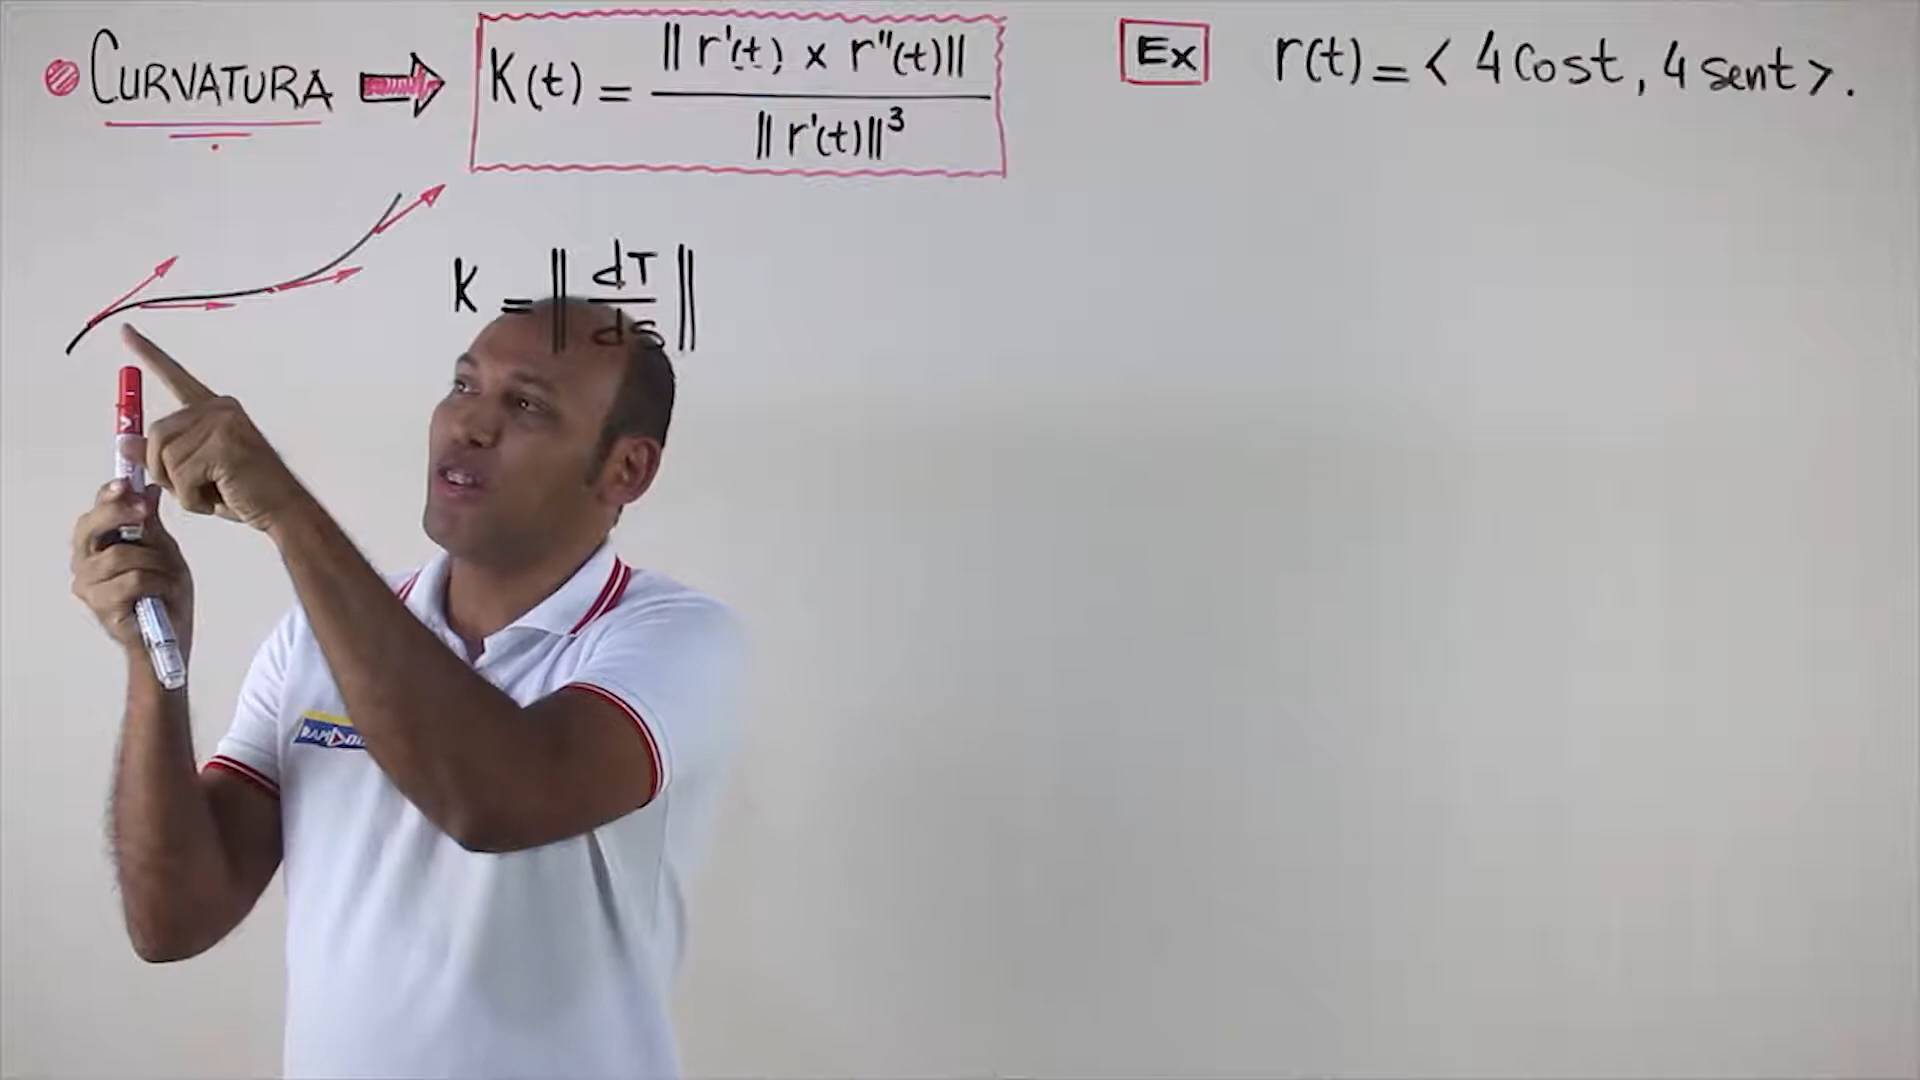 CURVATURA
K(t) = ‖r'(t) x r''(t)‖ / ‖r'(t)‖³
K = ‖dT/ds‖
Ex r(t) = < 4 Cost, 4 sent >.